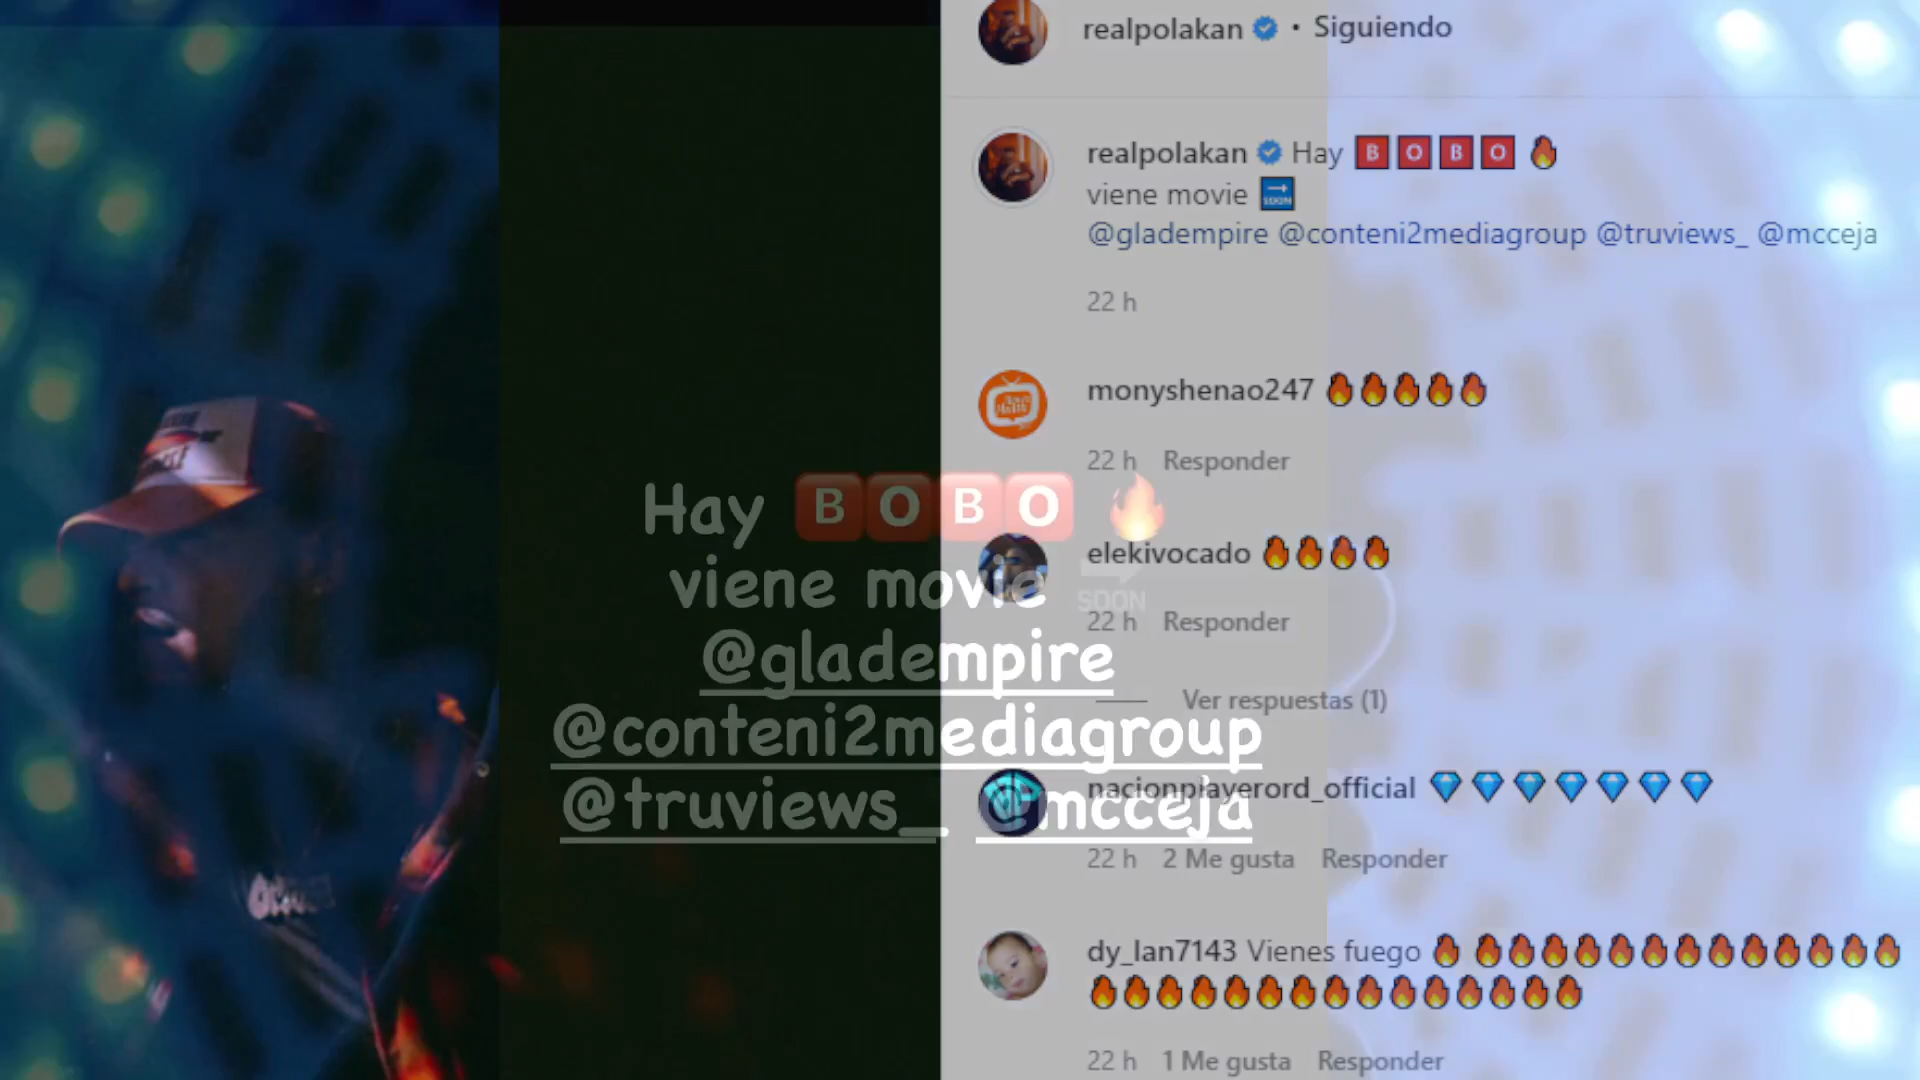 realpolakan • Siguiendo
realpolakan Hay 🅱🅾🅱🅾 🔥
viene movie 🔜
@gladempire @conteni2mediagroup @truviews_ @mcceja
22 h
monyshenao247 🔥🔥🔥🔥🔥
22 h Responder
elekivocado 🔥🔥🔥🔥
22 h Responder
Ver respuestas (1)
nacionplayerord_official 💎💎💎💎💎💎💎
22 h 2 Me gusta Responder
dy_lan7143 Vienes fuego 🔥 🔥🔥🔥🔥🔥🔥🔥🔥🔥🔥🔥🔥🔥
🔥🔥🔥🔥🔥🔥🔥🔥🔥🔥🔥🔥🔥🔥🔥
22 h 1 Me gusta Responder
Hay 🅱🅾🅱🅾 🔥
viene movie 🔜
@gladempire
@conteni2mediagroup
@truviews_ @mcceja